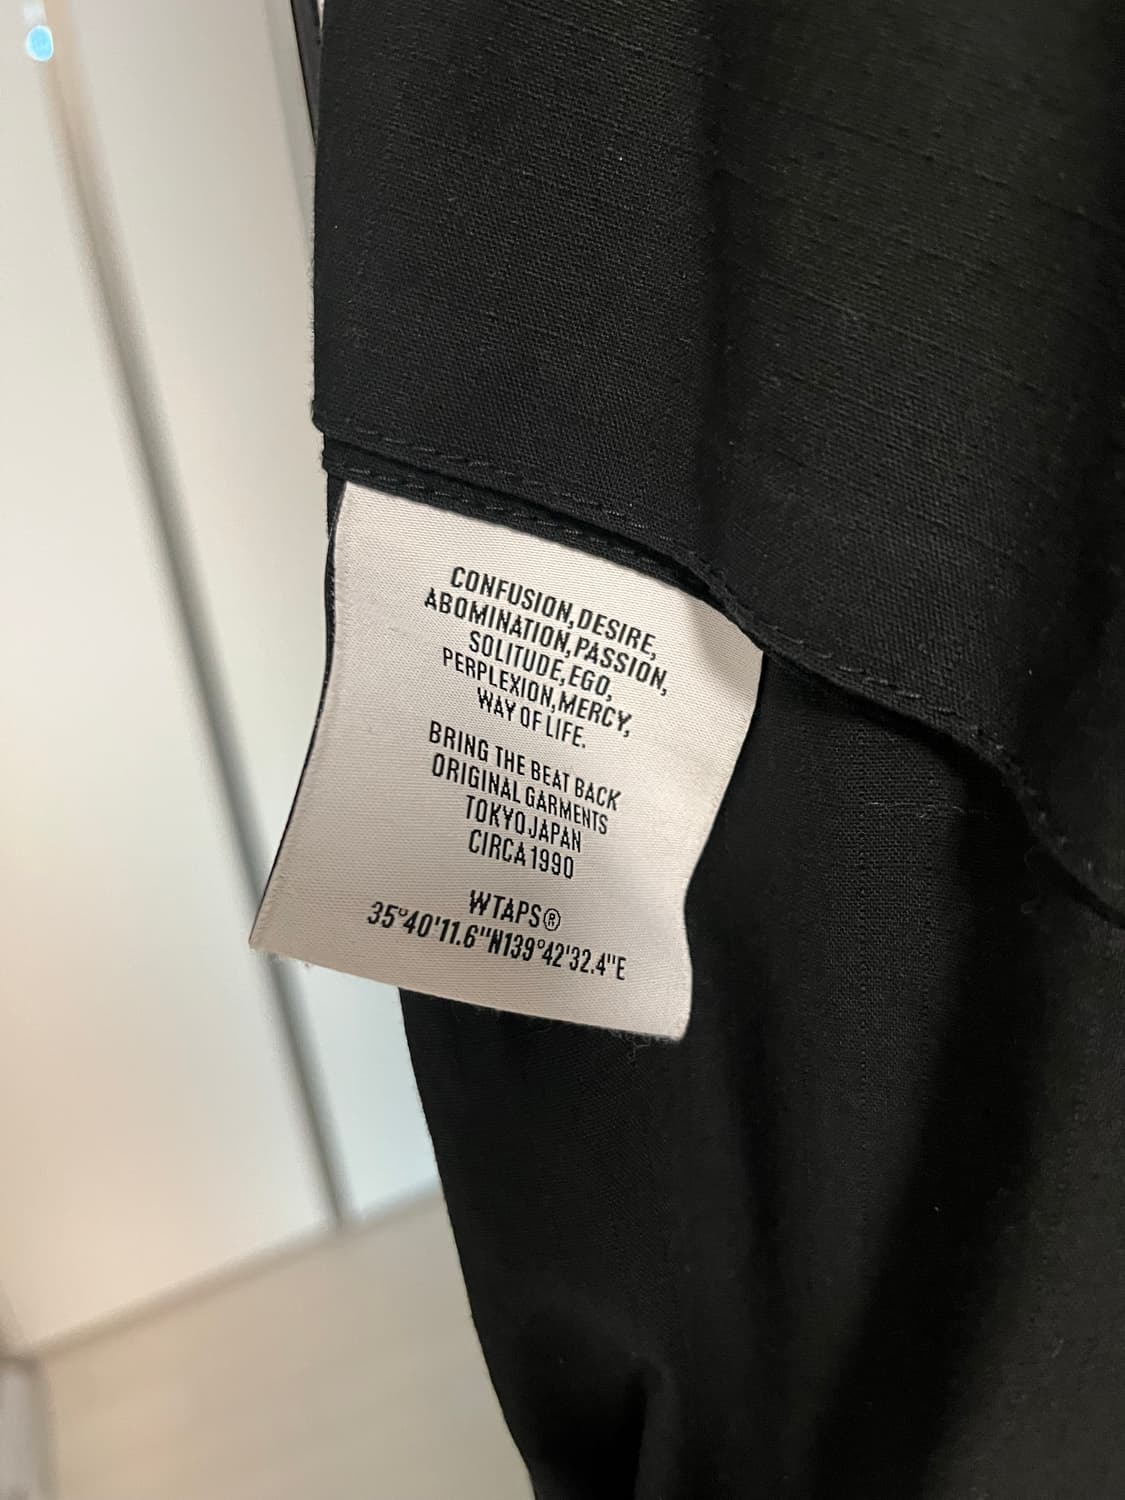 CONFUSION,DESIRE,
ABOMINATION,PASSION,
SOLITUDE,EGO,
PERPLEXION,MERCY,
WAY OF LIFE.
BRING THE BEAT BACK
ORIGINAL GARMENTS
TOKYO JAPAN
CIRCA 1990
WTAPS®
35°40'11.6"N139°42'32.4"E